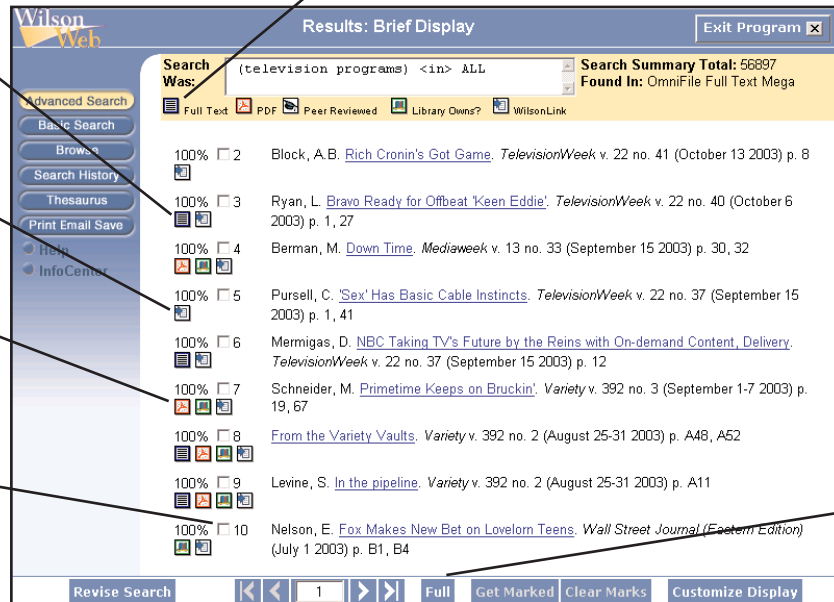 Wilson
Web
Results: Brief Display
Exit Program
Search Was: (television programs) <in> ALL
Search Summary Total: 56897
Found In: OmniFile Full Text Mega
Full Text PDF Peer Reviewed Library Owns? WilsonLink
Advanced Search
Basic Search
Browse
Search History
Thesaurus
Print Email Save
Help
InfoCenter
100% 2 Block, A.B. Rich Cronin's Got Game. TelevisionWeek v. 22 no. 41 (October 13 2003) p. 8
100% 3 Ryan, L. Bravo Ready for Offbeat 'Keen Eddie'. TelevisionWeek v. 22 no. 40 (October 6
2003) p. 1, 27
100% 4 Berman, M. Down Time. Mediaweek v. 13 no. 33 (September 15 2003) p. 30, 32
100% 5 Pursell, C. 'Sex' Has Basic Cable Instincts. TelevisionWeek v. 22 no. 37 (September 15
2003) p. 1, 41
100% 6 Mermigas, D. NBC Taking TV's Future by the Reins with On-demand Content, Delivery.
TelevisionWeek v. 22 no. 37 (September 15 2003) p. 12
100% 7 Schneider, M. Primetime Keeps on Bruckin'. Variety v. 392 no. 3 (September 1-7 2003) p.
19, 67
100% 8 From the Variety Vaults. Variety v. 392 no. 2 (August 25-31 2003) p. A48, A52
100% 9 Levine, S. In the pipeline. Variety v. 392 no. 2 (August 25-31 2003) p. A11
100% 10 Nelson, E. Fox Makes New Bet on Lovelorn Teens. Wall Street Journal (Eastern Edition)
(July 1 2003) p. B1, B4
Revise Search 1 Full Get Marked Clear Marks Customize Display